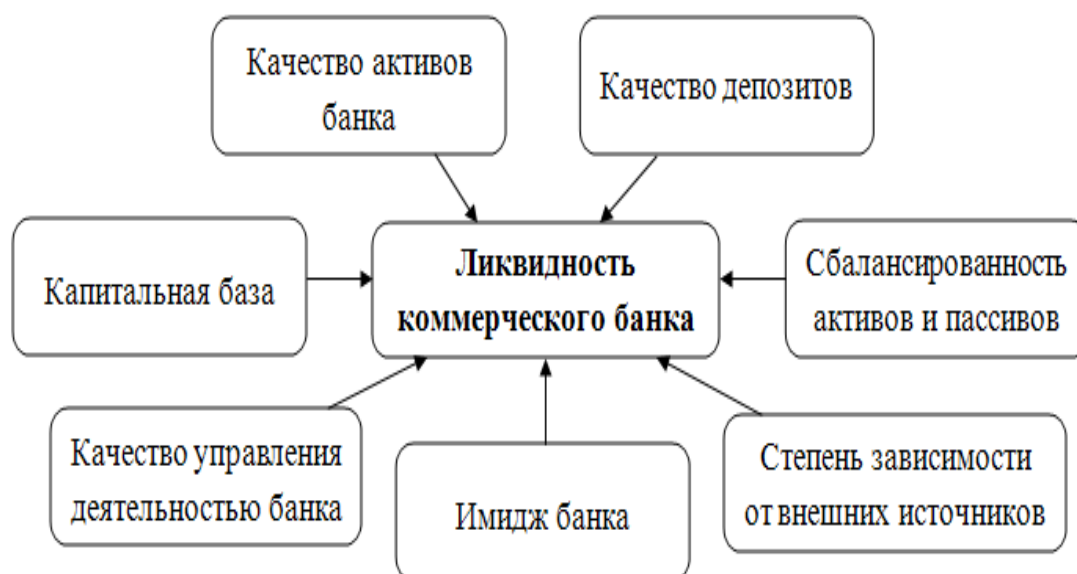 Качество активов
банка
Качество депозитов
Капитальная база
Ликвидность
коммерческого банка
Сбалансированность
активов и пассивов
Качество управления
деятельностью банка
Имидж банка
Степень зависимости
от внешних источников